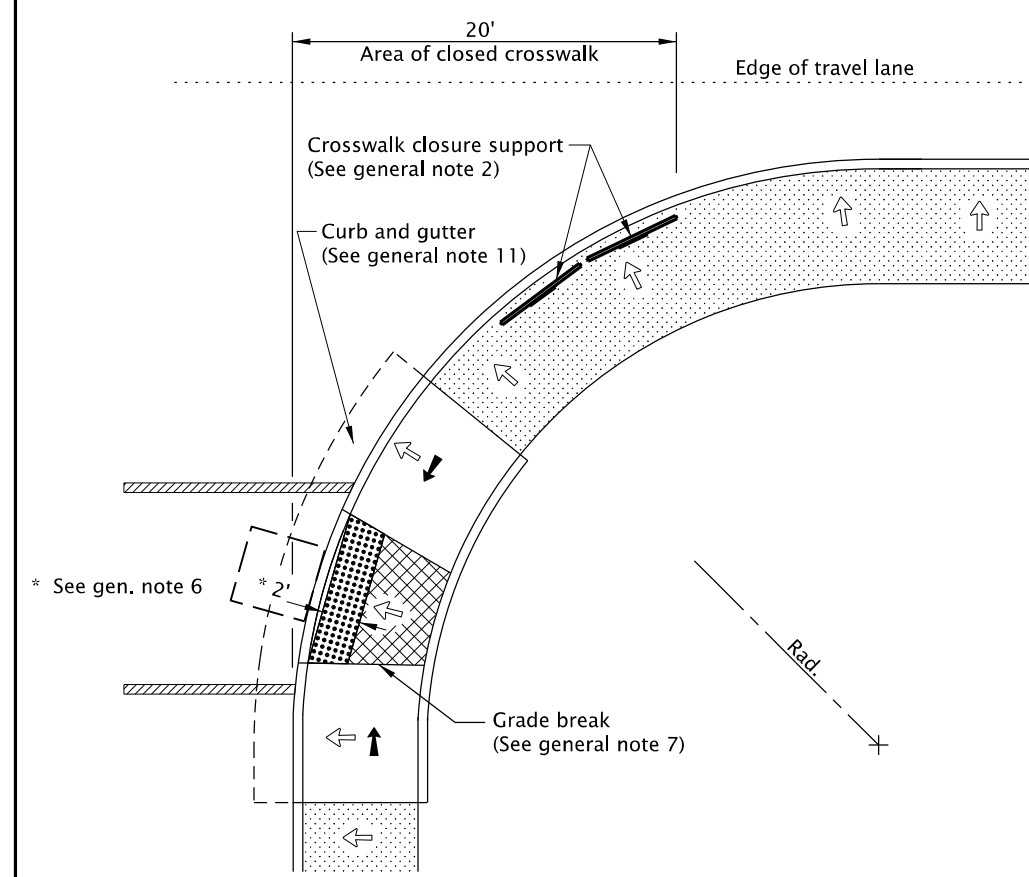 20'
Area of closed crosswalk
Edge of travel lane
Crosswalk closure support
(See general note 2)
Curb and gutter
(See general note 11)
* See gen. note 6
* 2'
Rad.
Grade break
(See general note 7)